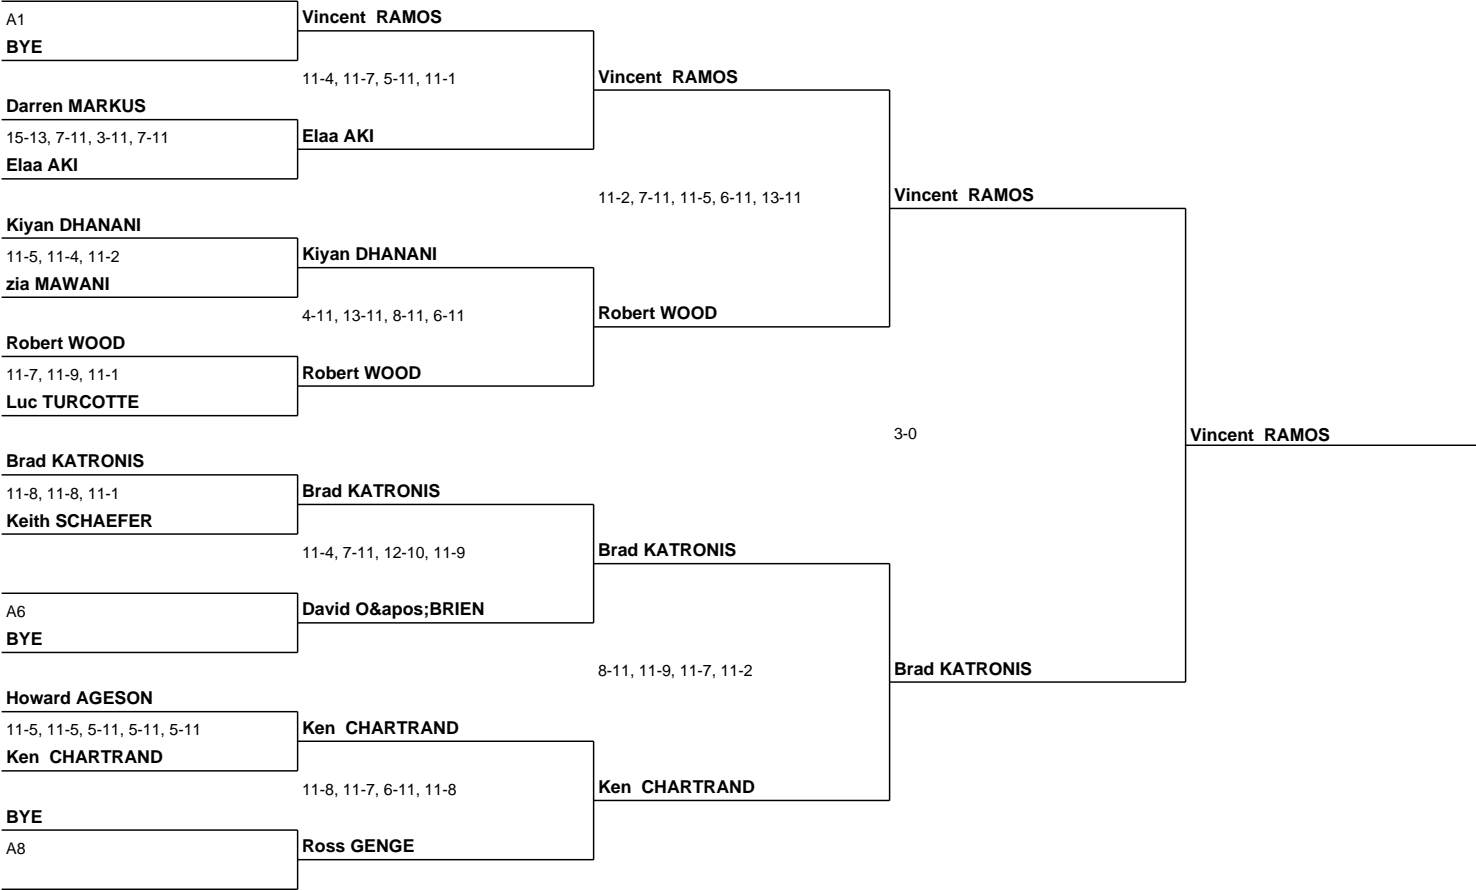 A1
BYE
Darren MARKUS
15-13, 7-11, 3-11, 7-11
Elaa AKI
Kiyan DHANANI
11-5, 11-4, 11-2
zia MAWANI
Robert WOOD
11-7, 11-9, 11-1
Luc TURCOTTE
Brad KATRONIS
11-8, 11-8, 11-1
Keith SCHAEFER
A6
BYE
Howard AGESON
11-5, 11-5, 5-11, 5-11, 5-11
Ken  CHARTRAND
BYE
A8
Vincent  RAMOS
11-4, 11-7, 5-11, 11-1
Elaa AKI
Kiyan DHANANI
4-11, 13-11, 8-11, 6-11
Robert WOOD
Brad KATRONIS
11-4, 7-11, 12-10, 11-9
David O&apos;BRIEN
Ken  CHARTRAND
11-8, 11-7, 6-11, 11-8
Ross GENGE
Vincent  RAMOS
11-2, 7-11, 11-5, 6-11, 13-11
Robert WOOD
Brad KATRONIS
8-11, 11-9, 11-7, 11-2
Ken  CHARTRAND
Vincent  RAMOS
3-0
Brad KATRONIS
Vincent  RAMOS